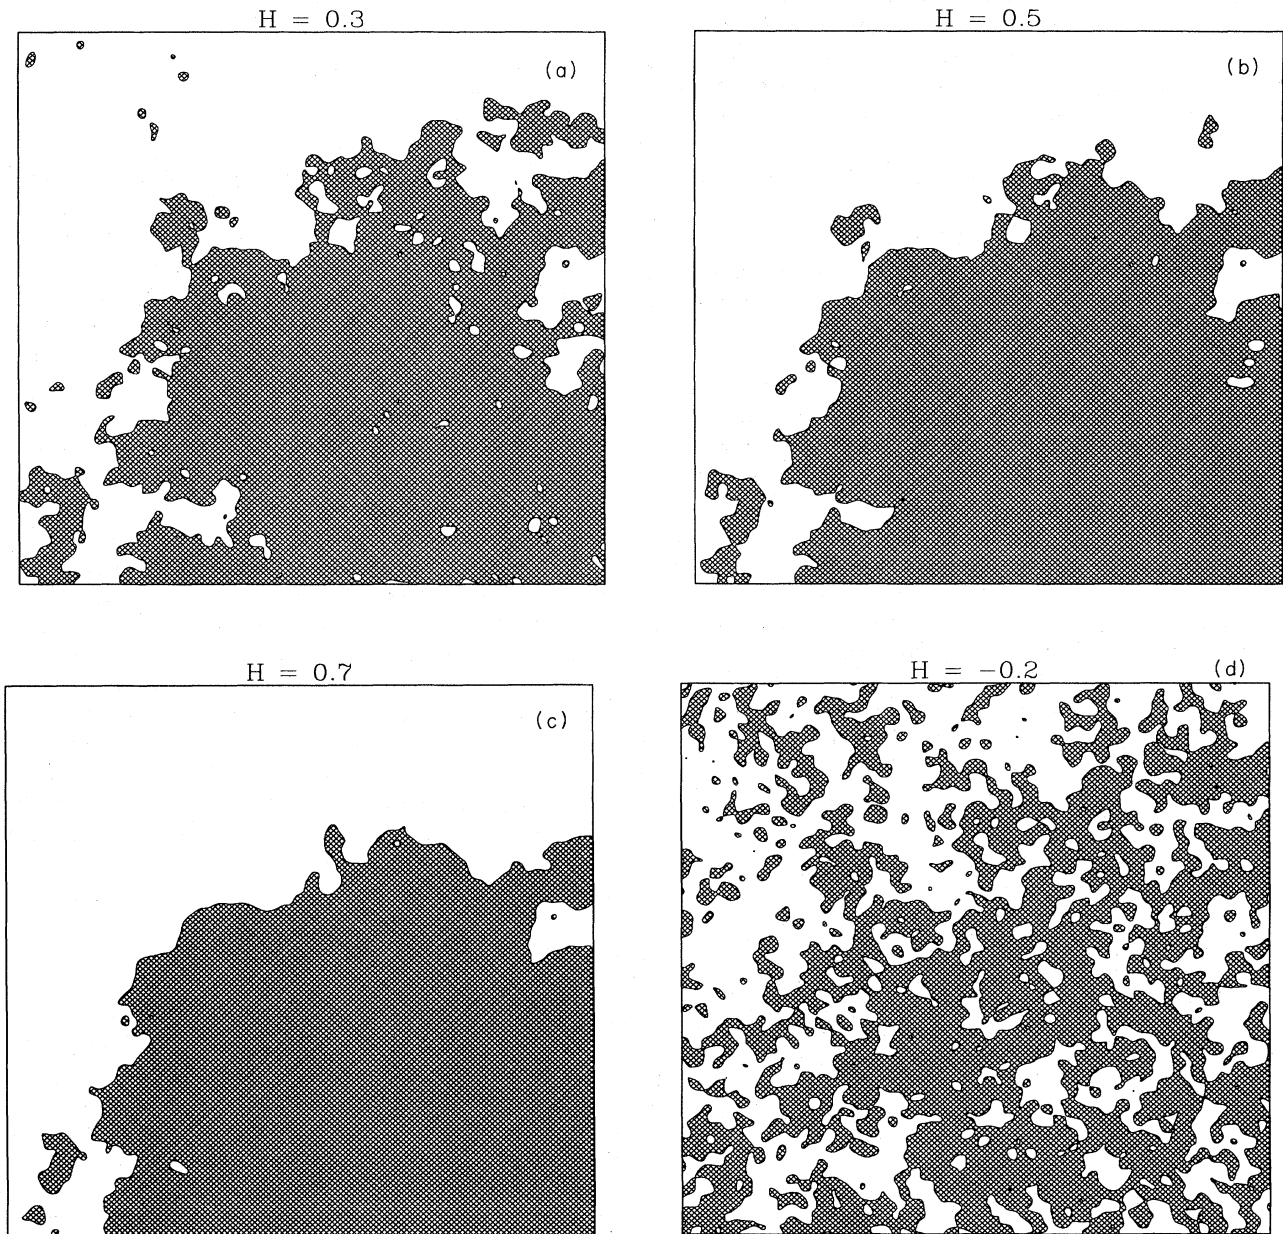 H = 0.3
(a)
H = 0.5
(b)
H = 0.7
(c)
H = −0.2
(d)